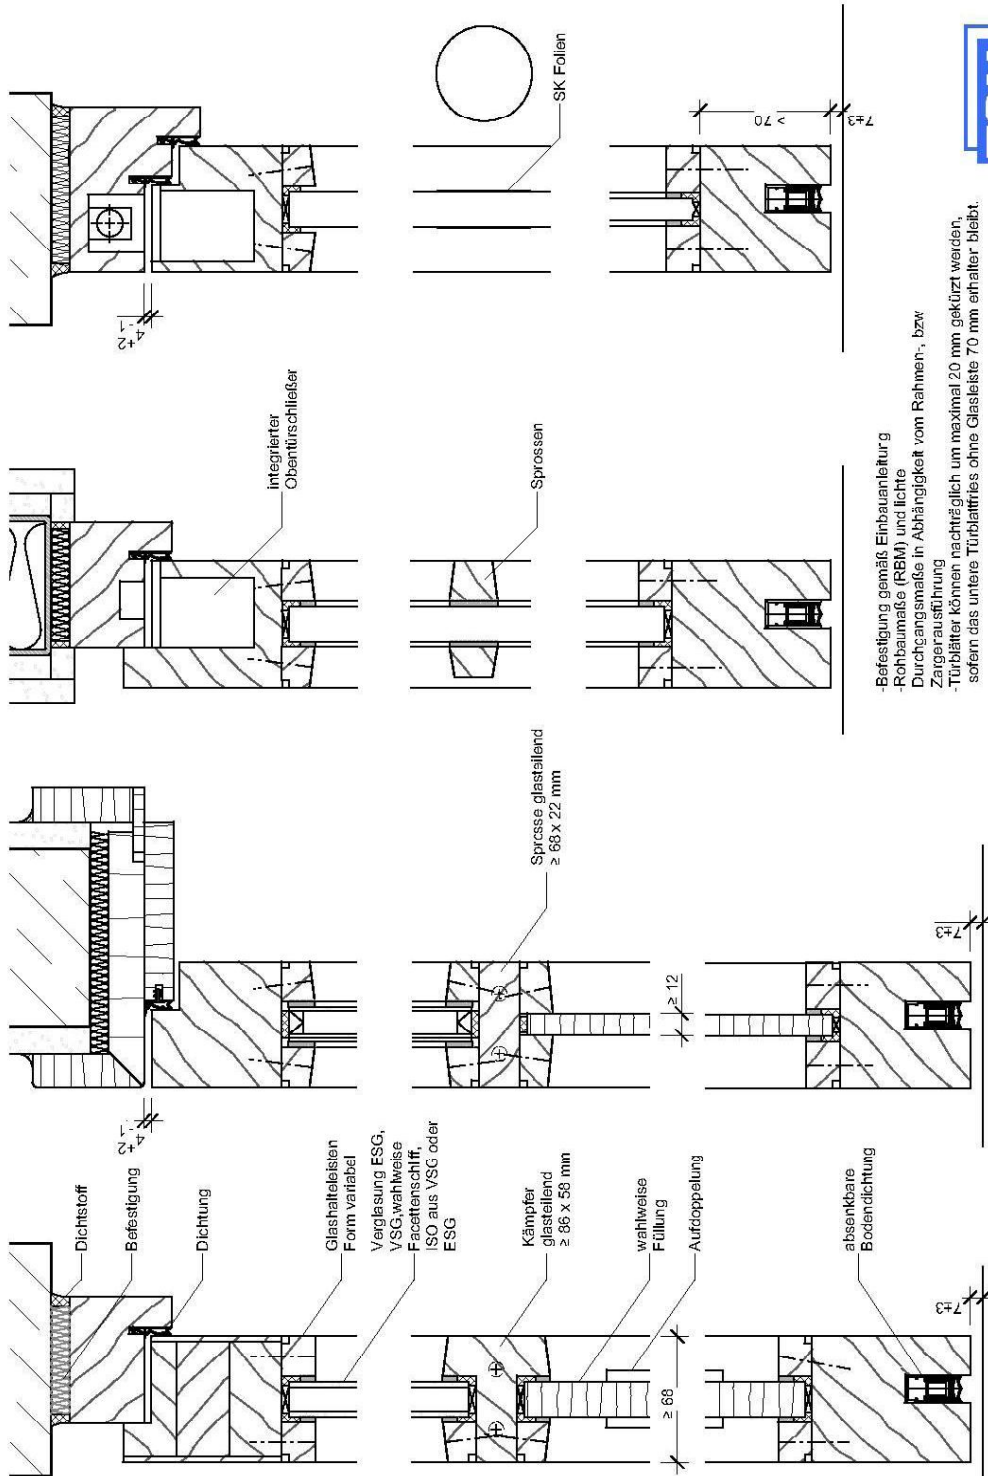 SK Folien
> 70
7±3
4+2
-1
integrierter
Obentürschließer
Sprossen
-Befestigung gemäß Einbauanleitung
-Rohbaumaße (RBM) und lichte
Durchgangsmaße in Abhängigkeit vom Rahmen-, bzw
Zargenausführung
-Türblätter können nachträglich um maximal 20 mm gekürzt werden,
sofern das untere Türblattfries ohne Glasleiste 70 mm erhalten bleibt.
Sprosse glasteilend
≥ 68 x 22 mm
≥ 12
7±3
4+2
-1
Dichtstoff
Befestigung
Dichtung
Glashalteleisten
Form variabel
Verglasung ESG,
VSG,wahlweise
Facettenschliff,
ISO aus VSG oder
ESG
Kämpfer
glasteilend
≥ 86 x 58 mm
wahlweise
Füllung
Aufdoppelung
≥ 68
absenkbare
Bodendichtung
7±3